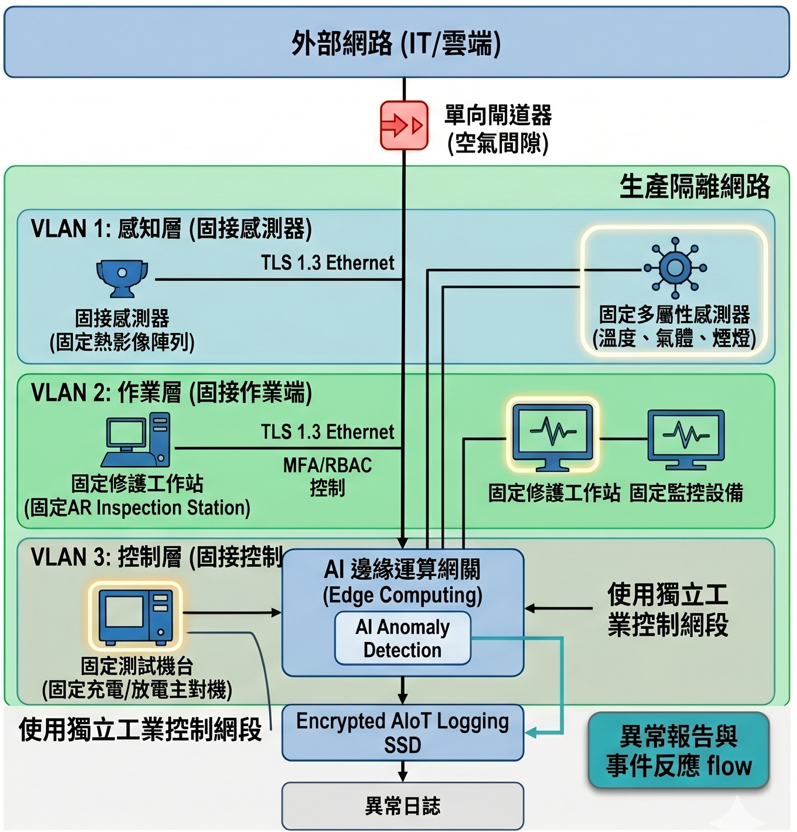 外部網路 (IT/雲端)
單向閘道器
(空氣間隙)
生產隔離網路
VLAN 1: 感知層 (固接感測器)
TLS 1.3 Ethernet
固接感測器
(固定熱影像陣列)
固定多屬性感測器
(溫度、氣體、煙燈)
VLAN 2: 作業層 (固接作業端)
TLS 1.3 Ethernet
MFA/RBAC
控制
固定修護工作站
(固定AR Inspection Station)
固定修護工作站
固定監控設備
VLAN 3: 控制層 (固接控制
AI 邊緣運算網關
(Edge Computing)
AI Anomaly
Detection
使用獨立工
業控制網段
固定測試機台
(固定充電/放電主對機)
使用獨立工業控制網段
Encrypted AIoT Logging
SSD
異常報告與
事件反應 flow
異常日誌